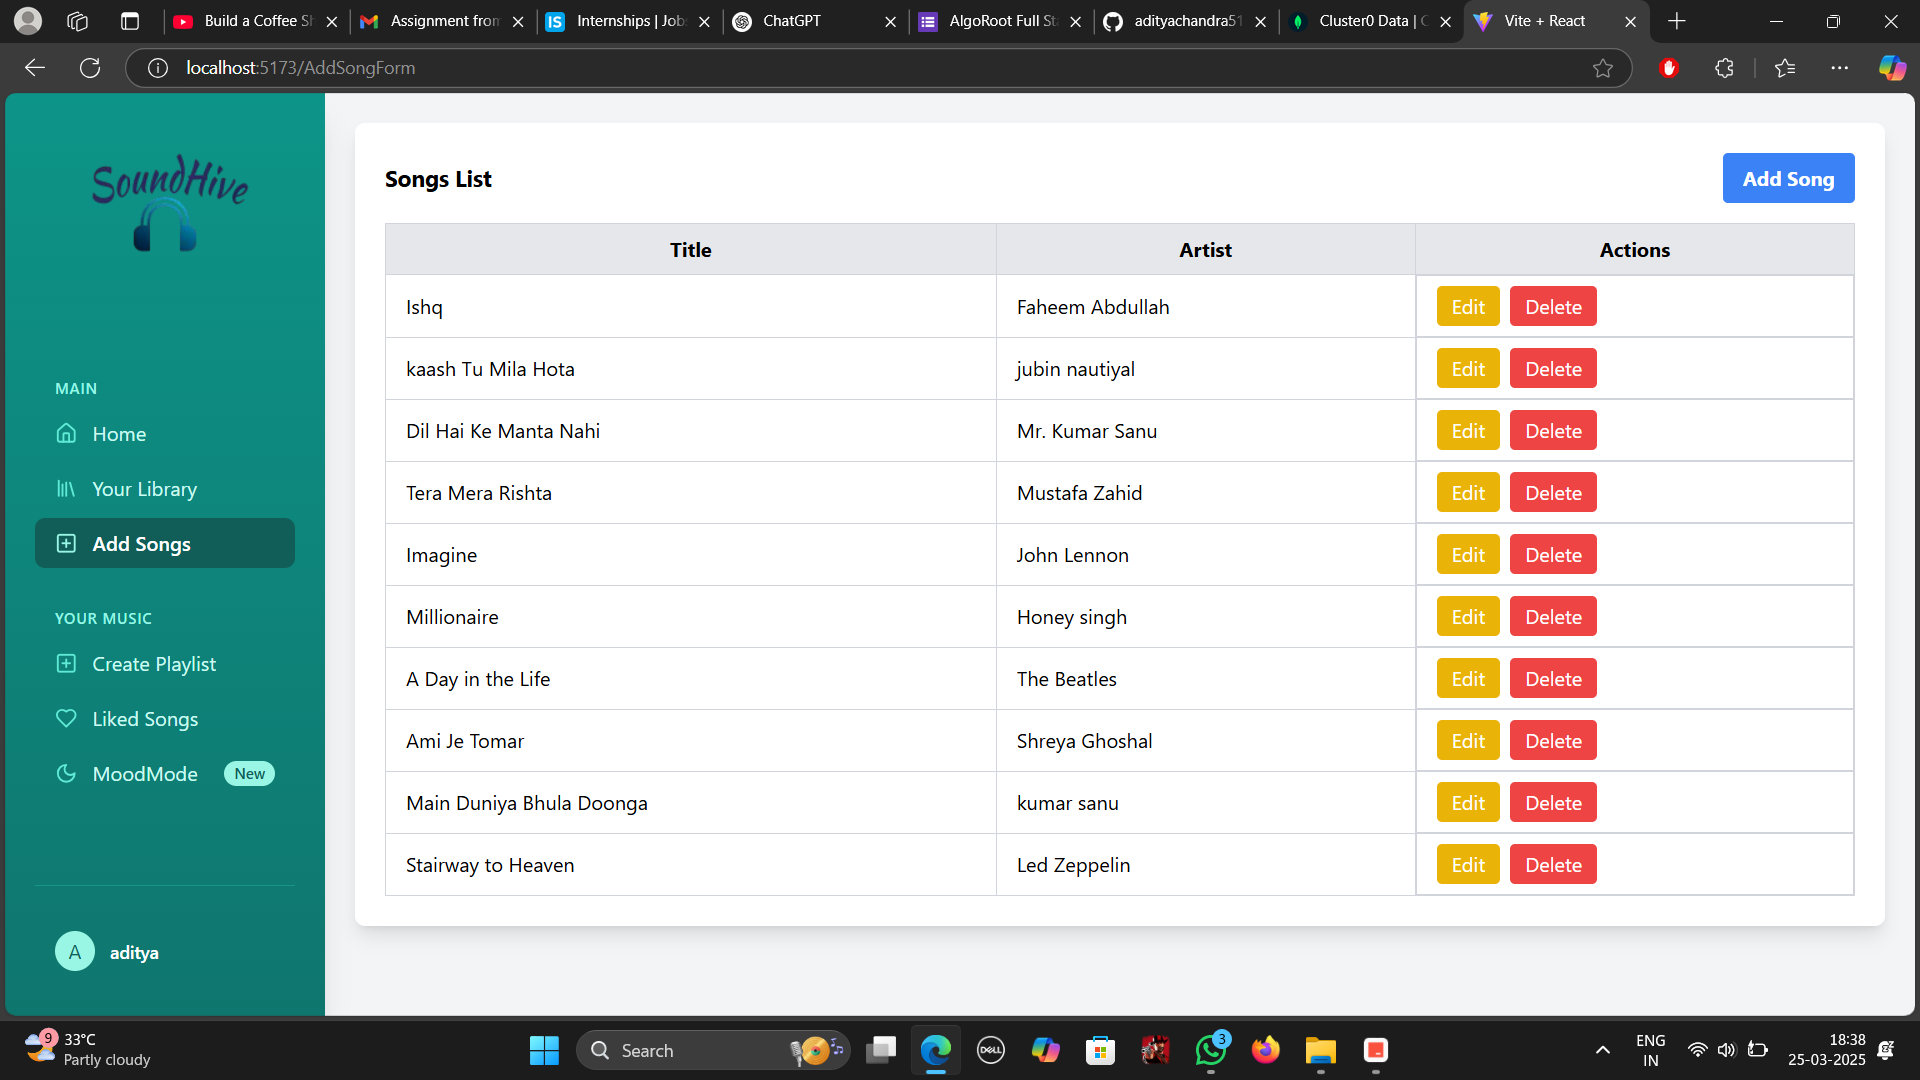 Build a Coffee Sh
Assignment from
IS Internships | Job
ChatGPT
AlgoRoot Full Sta
adityachandra51
Cluster0 Data | C
Vite + React
localhost:5173/AddSongForm
SoundHive
MAIN
Home
Your Library
Add Songs
YOUR MUSIC
Create Playlist
Liked Songs
MoodMode New
A aditya
Songs List
Add Song
Title Artist Actions
Ishq Faheem Abdullah Edit Delete
kaash Tu Mila Hota jubin nautiyal Edit Delete
Dil Hai Ke Manta Nahi Mr. Kumar Sanu Edit Delete
Tera Mera Rishta Mustafa Zahid Edit Delete
Imagine John Lennon Edit Delete
Millionaire Honey singh Edit Delete
A Day in the Life The Beatles Edit Delete
Ami Je Tomar Shreya Ghoshal Edit Delete
Main Duniya Bhula Doonga kumar sanu Edit Delete
Stairway to Heaven Led Zeppelin Edit Delete
9 33°C
Partly cloudy
Search
DELL
3
ENG
IN
18:38
25-03-2025